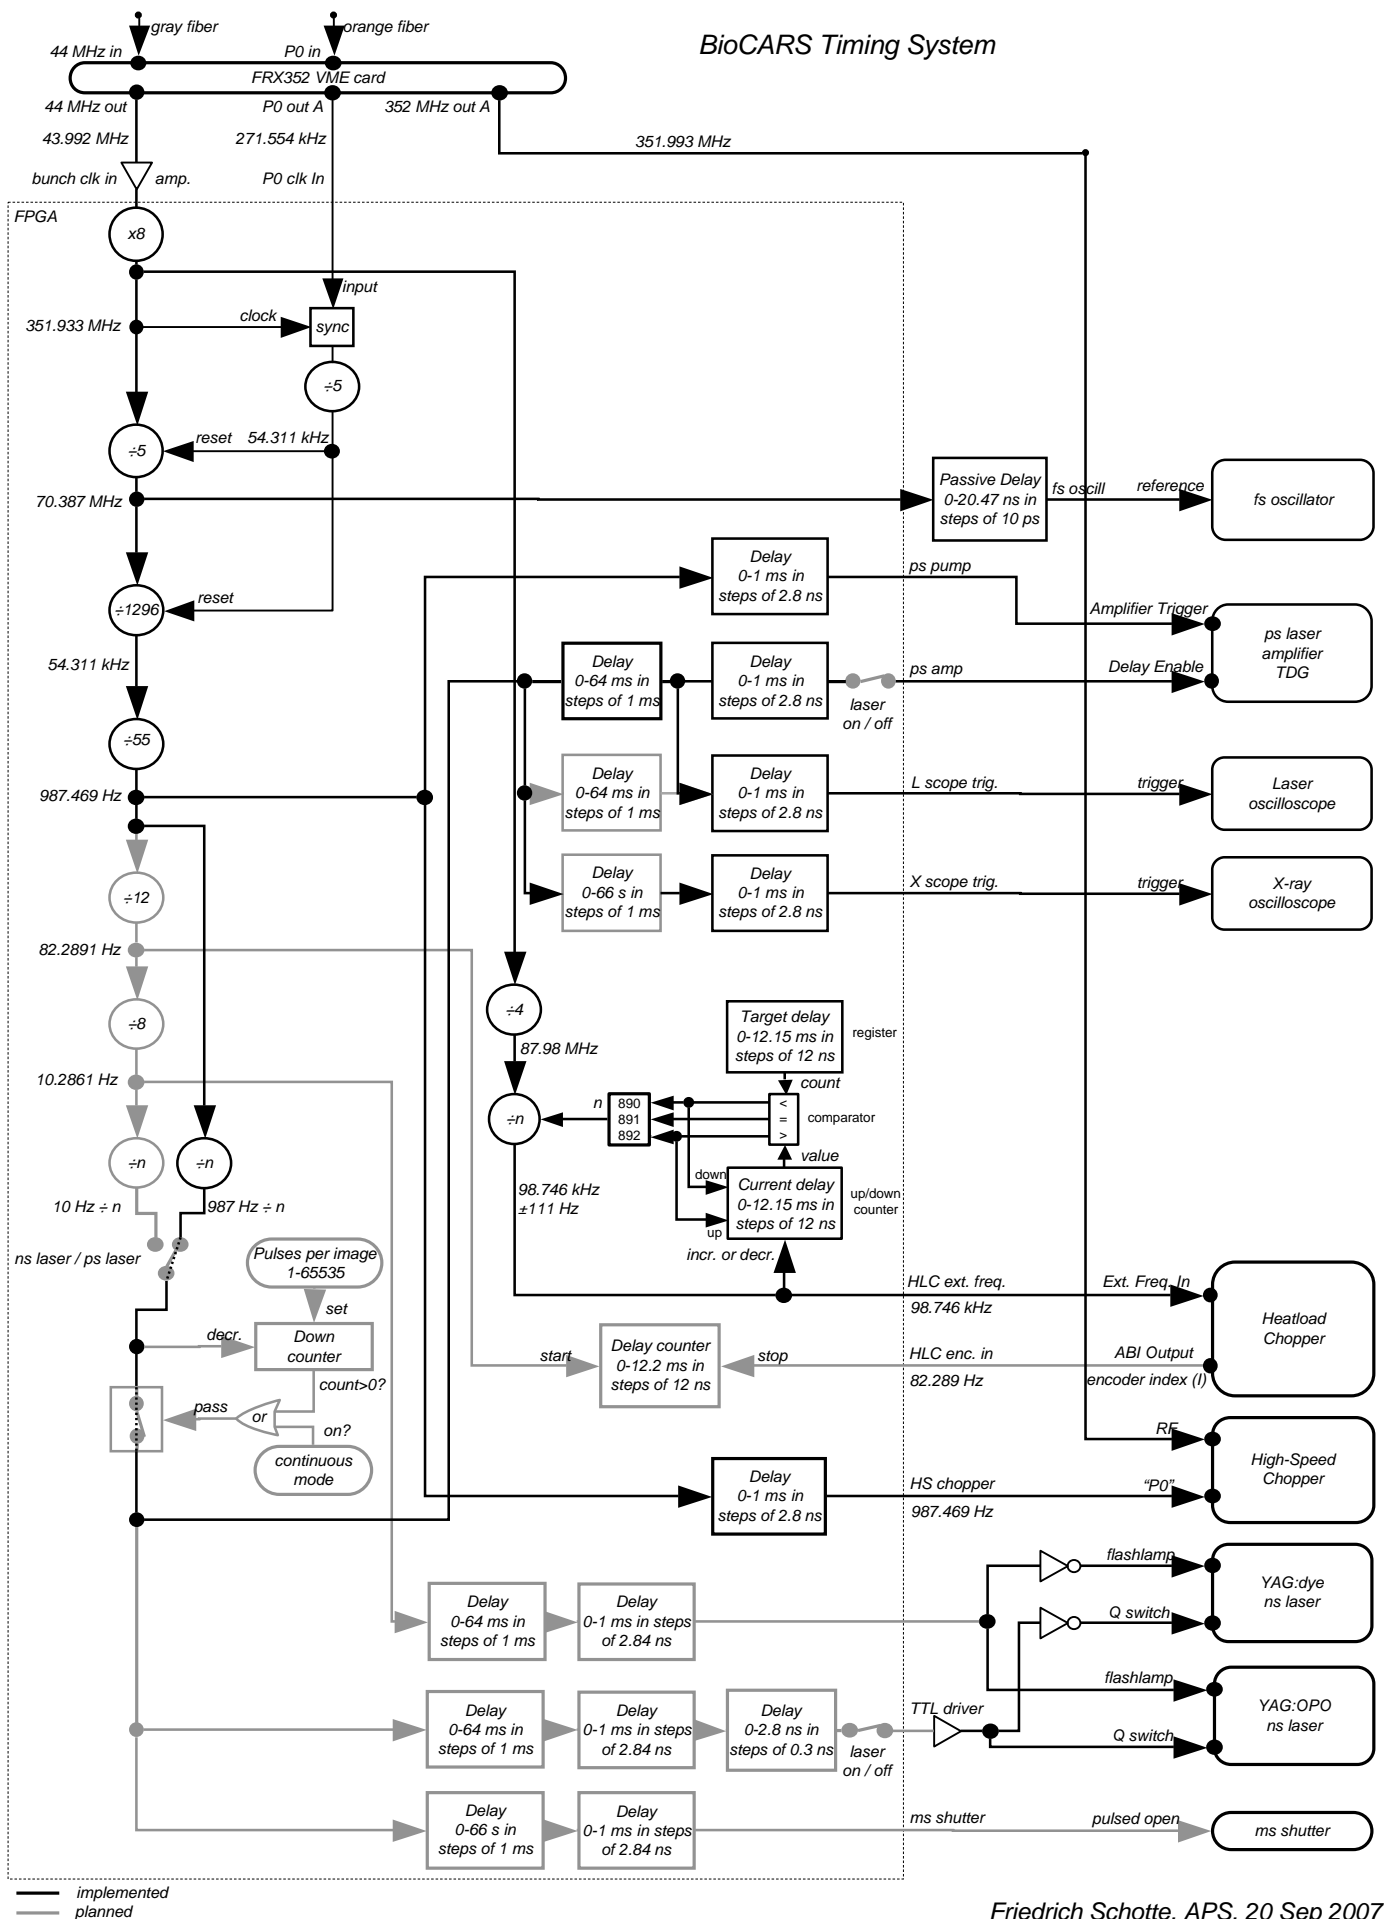 BioCARS Timing System
gray fiber
orange fiber
44 MHz in
P0 in
FRX352 VME card
44 MHz out
P0 out A
352 MHz out A
43.992 MHz
271.554 kHz
351.993 MHz
bunch clk in
amp.
P0 clk In
FPGA
x8
input
351.933 MHz
clock
sync
÷5
÷5
reset
54.311 kHz
70.387 MHz
Passive Delay
0-20.47 ns in
steps of 10 ps
fs oscill
reference
fs oscillator
Delay
0-1 ms in
steps of 2.8 ns
ps pump
÷1296
reset
Amplifier Trigger
ps laser
amplifier
TDG
54.311 kHz
Delay
0-64 ms in
steps of 1 ms
Delay
0-1 ms in
steps of 2.8 ns
laser
on / off
ps amp
Delay Enable
÷55
987.469 Hz
Delay
0-64 ms in
steps of 1 ms
Delay
0-1 ms in
steps of 2.8 ns
L scope trig.
trigger
Laser
oscilloscope
÷12
Delay
0-66 s in
steps of 1 ms
Delay
0-1 ms in
steps of 2.8 ns
X scope trig.
trigger
X-ray
oscilloscope
82.2891 Hz
÷8
÷4
87.98 MHz
Target delay
0-12.15 ms in
steps of 12 ns
register
10.2861 Hz
count
÷n
n
890
891
892
<
=
>
comparator
value
÷n
÷n
98.746 kHz
±111 Hz
down
up
Current delay
0-12.15 ms in
steps of 12 ns
up/down
counter
10 Hz ÷ n
987 Hz ÷ n
incr. or decr.
ns laser / ps laser
Pulses per image
1-65535
set
HLC ext. freq.
98.746 kHz
Ext. Freq. In
Heatload
Chopper
decr.
Down
counter
start
Delay counter
0-12.2 ms in
steps of 12 ns
stop
HLC enc. in
82.289 Hz
ABI Output
encoder index (I)
count>0?
pass
or
on?
continuous
mode
RF
High-Speed
Chopper
Delay
0-1 ms in
steps of 2.8 ns
HS chopper
987.469 Hz
“P0”
flashlamp
YAG:dye
ns laser
Q switch
Delay
0-64 ms in
steps of 1 ms
Delay
0-1 ms in steps
of 2.84 ns
flashlamp
YAG:OPO
ns laser
Q switch
Delay
0-64 ms in
steps of 1 ms
Delay
0-1 ms in steps
of 2.84 ns
Delay
0-2.8 ns in
steps of 0.3 ns
laser
on / off
TTL driver
Delay
0-66 s in
steps of 1 ms
Delay
0-1 ms in steps
of 2.84 ns
ms shutter
pulsed open
ms shutter
implemented
planned
Friedrich Schotte, APS, 20 Sep 2007